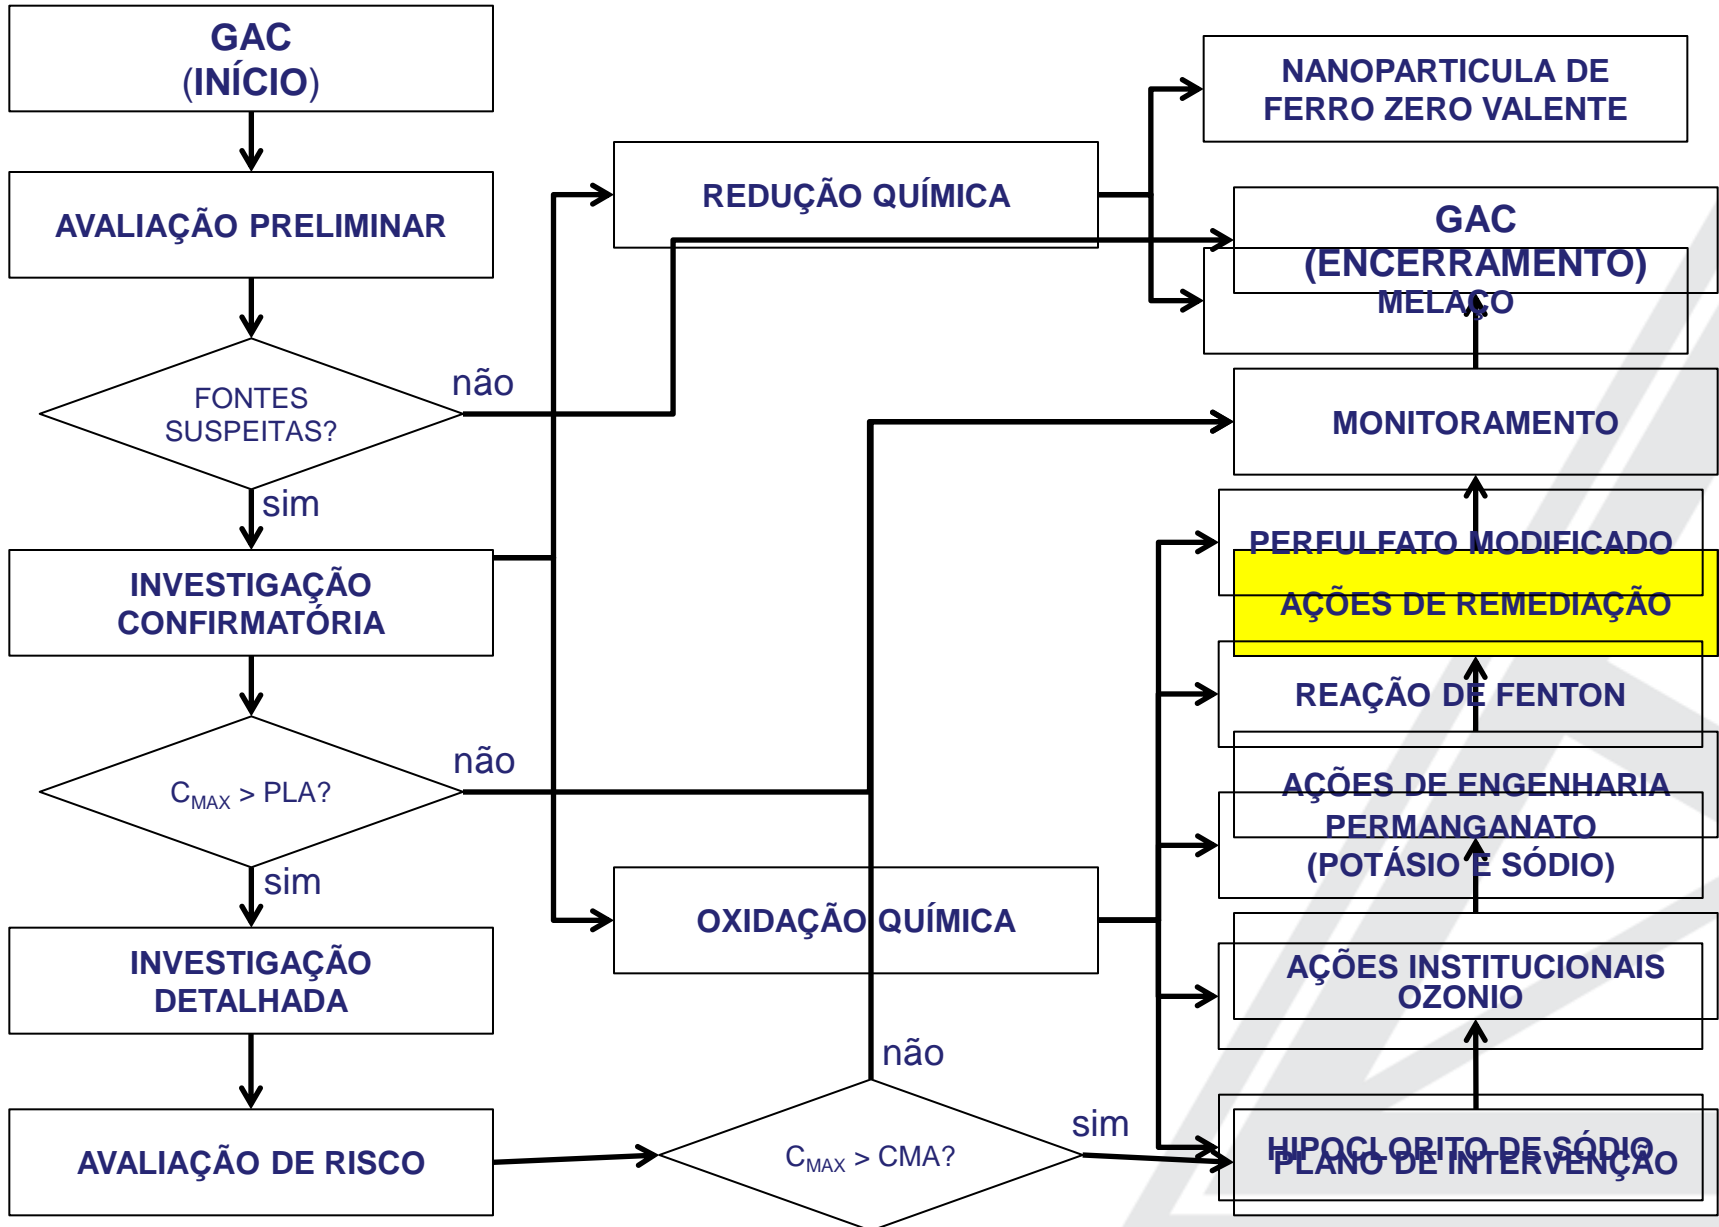 GAC
(INÍCIO)
AVALIAÇÃO PRELIMINAR
FONTES
SUSPEITAS?
não
sim
INVESTIGAÇÃO
CONFIRMATÓRIA
C_MAX > PLA?
não
sim
INVESTIGAÇÃO
DETALHADA
AVALIAÇÃO DE RISCO
REDUÇÃO QUÍMICA
OXIDAÇÃO QUÍMICA
não
C_MAX > CMA?
sim
NANOPARTICULA DE
FERRO ZERO VALENTE
GAC
(ENCERRAMENTO)
MELAÇO
MONITORAMENTO
PERFULFATO MODIFICADO
AÇÕES DE REMEDIAÇÃO
REAÇÃO DE FENTON
AÇÕES DE ENGENHARIA
PERMANGANATO
(POTÁSIO E SÓDIO)
AÇÕES INSTITUCIONAIS
OZONIO
HIPOCLORITO DE SÓDIO
PLANO DE INTERVENÇÃO